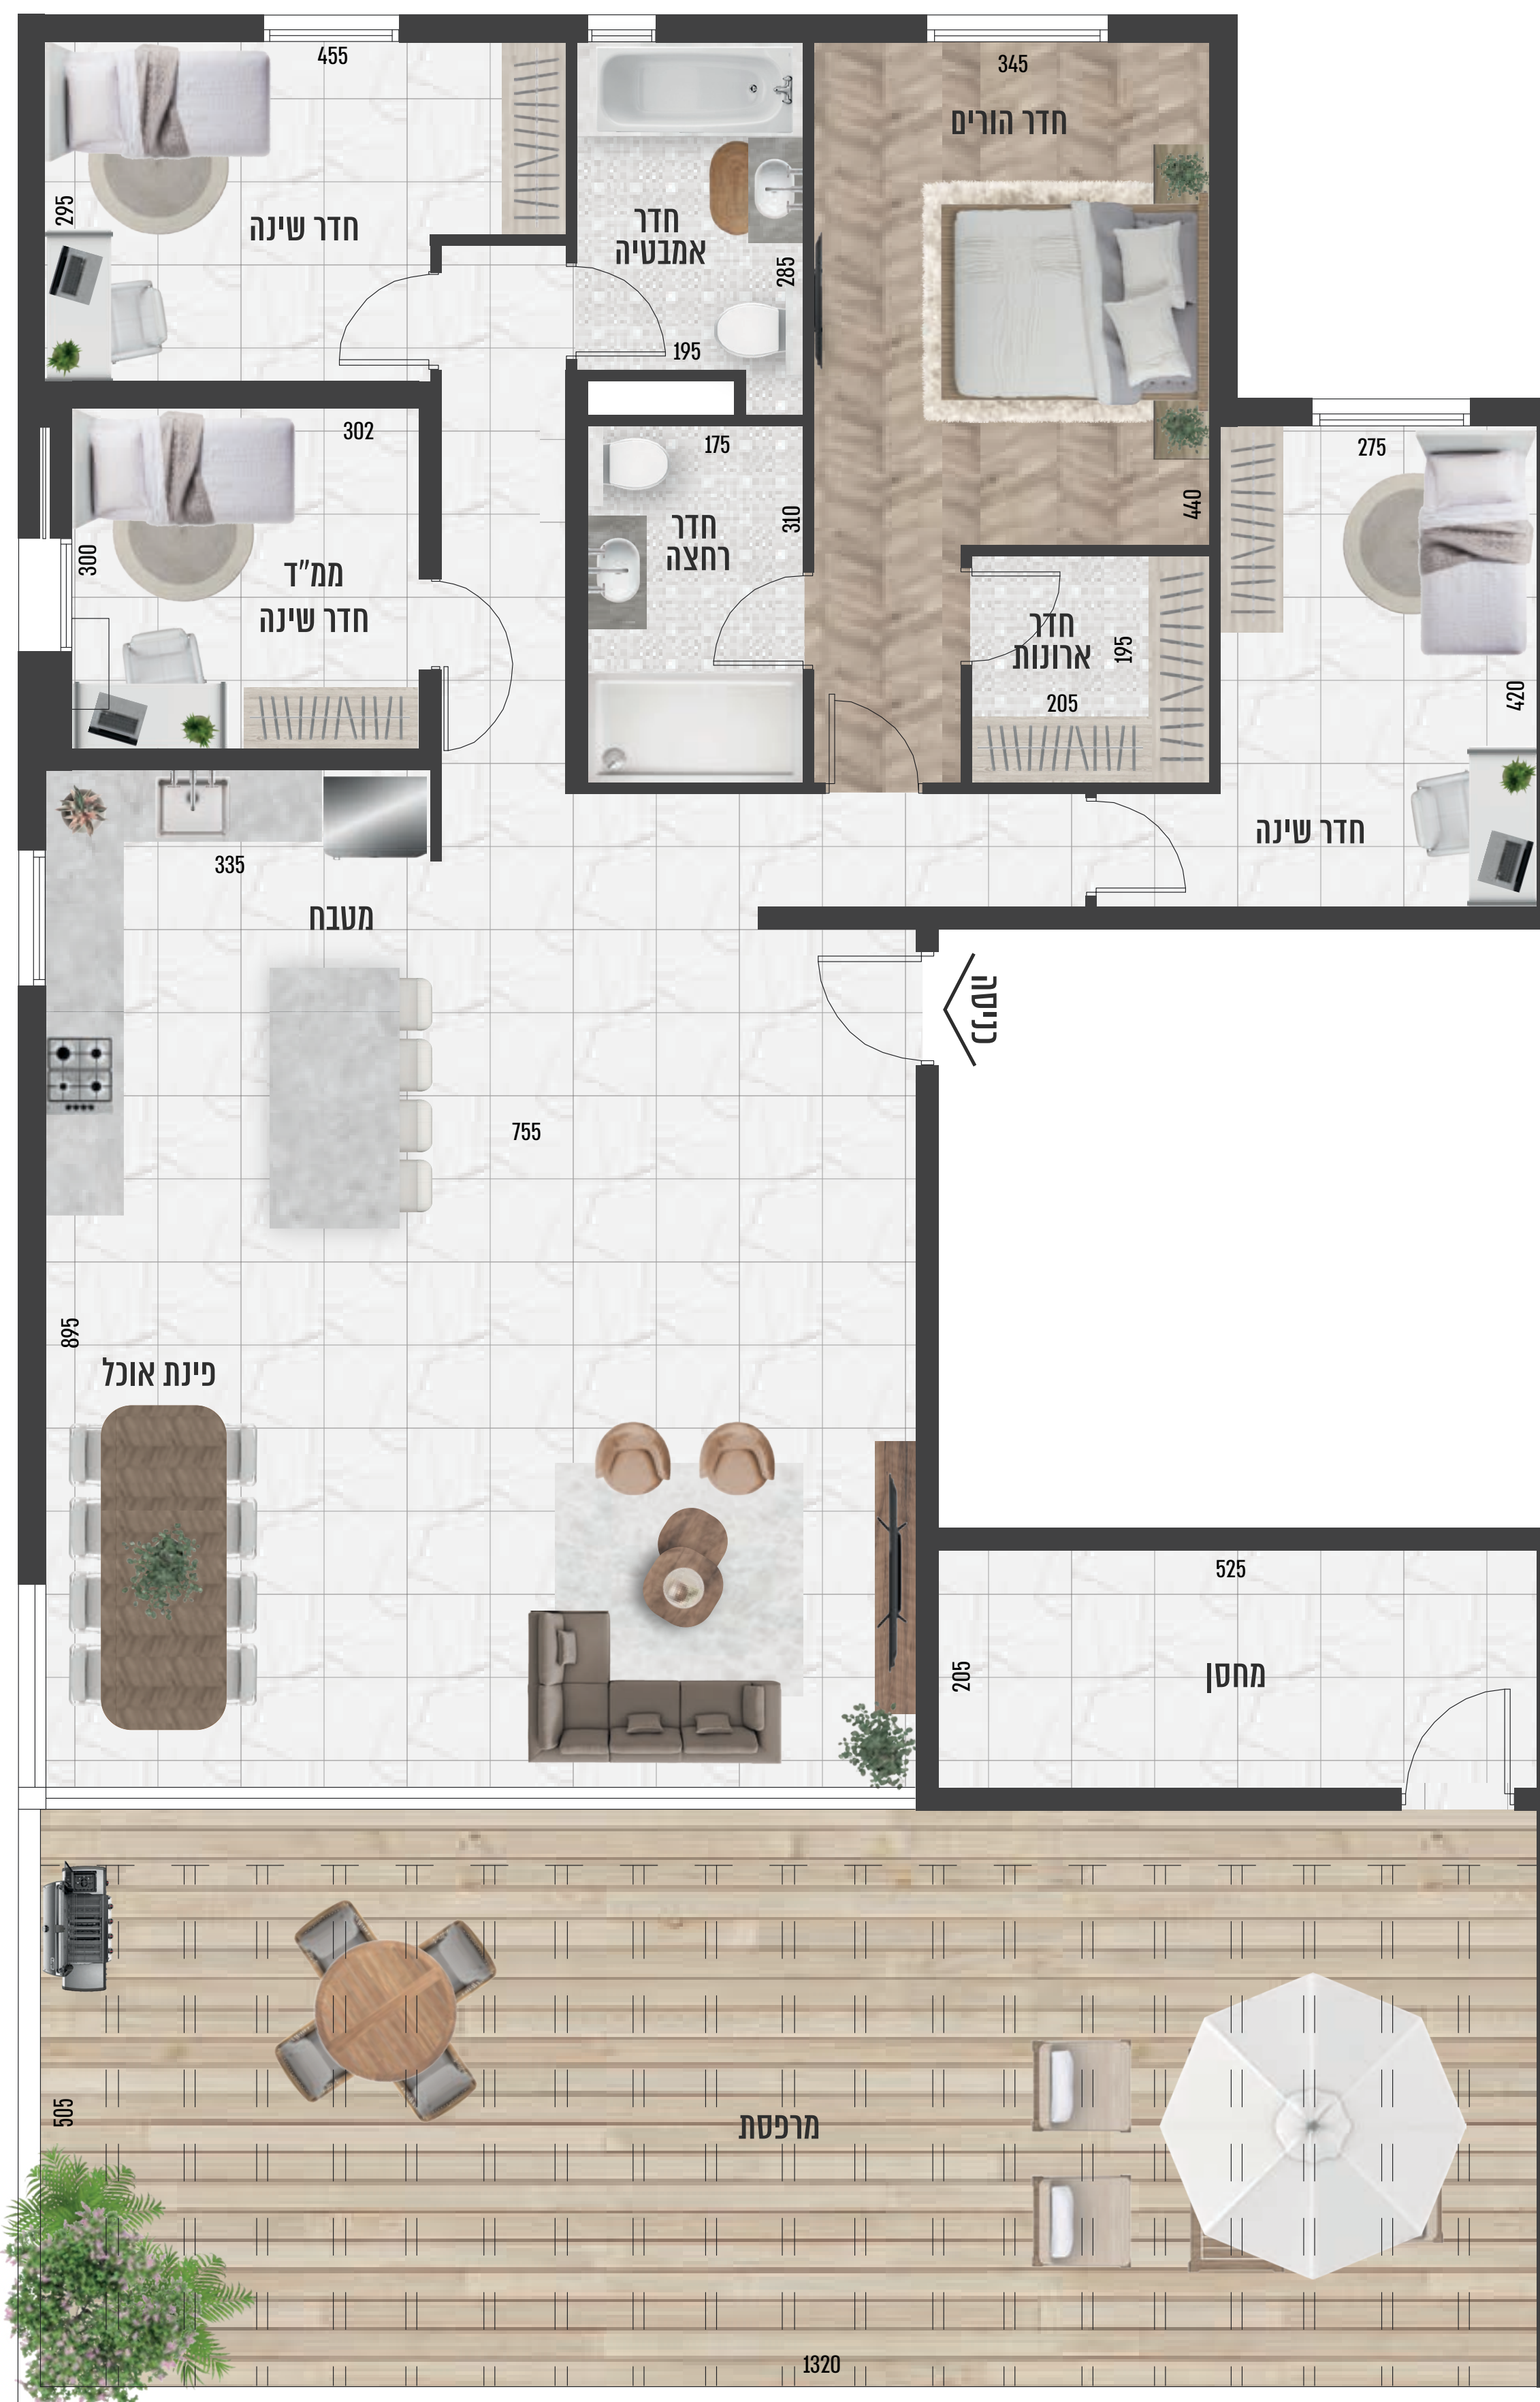 455
295
חדר שינה
חדר
אמבטיה
285
195
345
חדר הורים
440
302
300
ממ"ד
חדר שינה
175
310
חדר
רחצה
חדר
ארונות
195
205
275
420
חדר שינה
335
מטבח
כניסה
755
895
פינת אוכל
525
205
מחסן
505
מרפסת
1320